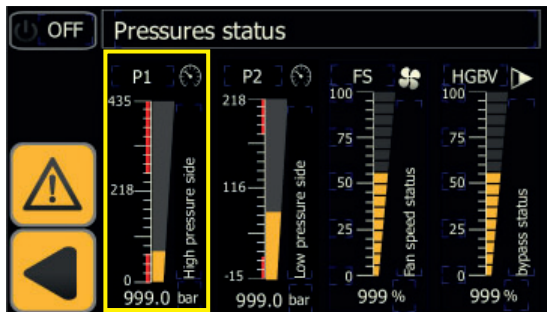 OFF
Pressures status
P1
435
218
0
High pressure side
999.0 bar
P2
218
116
-15
Low pressure side
999.0 bar
FS
100
75
50
25
0
Fan speed status
999 %
HGBV
100
75
50
25
0
bypass status
999 %